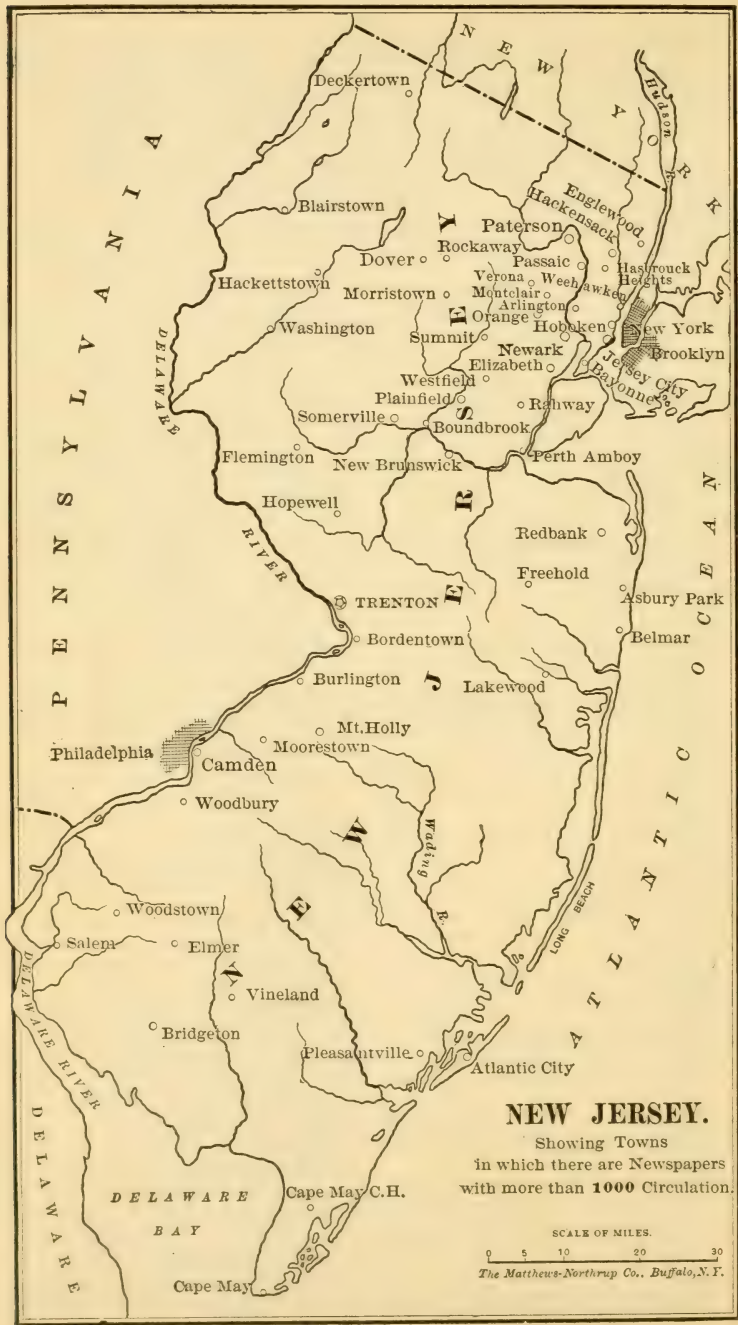 NEW YORK
Hudson
R.
Deckertown
PENNSYLVANIA
Blairstown
Englewood
Hackensack
Paterson
Rockaway
Dover
Passaic
Hasbrouck
Heights
Hackettstown
Verona
Weehawken
Morristown
Montclair
Arlington
Orange
Washington
Hoboken
New York
Summit
Newark
Brooklyn
Jersey City
Elizabeth
Bayonne
Westfield
DELAWARE
RIVER
Plainfield
Rahway
Somerville
Boundbrook
Flemington
New Brunswick
Perth Amboy
Hopewell
Redbank
Freehold
TRENTON
Asbury Park
Bordentown
Belmar
Burlington
Lakewood
NEW JERSEY
ATLANTIC OCEAN
Mt. Holly
Moorestown
Philadelphia
Camden
Woodbury
Wading
R.
LONG BEACH
Woodstown
Salem
Elmer
DELAWARE RIVER
Vineland
Bridgeton
Pleasantville
Atlantic City
DELAWARE
DELAWARE
BAY
Cape May C.H.
Cape May
NEW JERSEY.
Showing Towns
in which there are Newspapers
with more than 1000 Circulation.
SCALE OF MILES.
0 5 10 20 30
The Matthews-Northrup Co., Buffalo, N.Y.